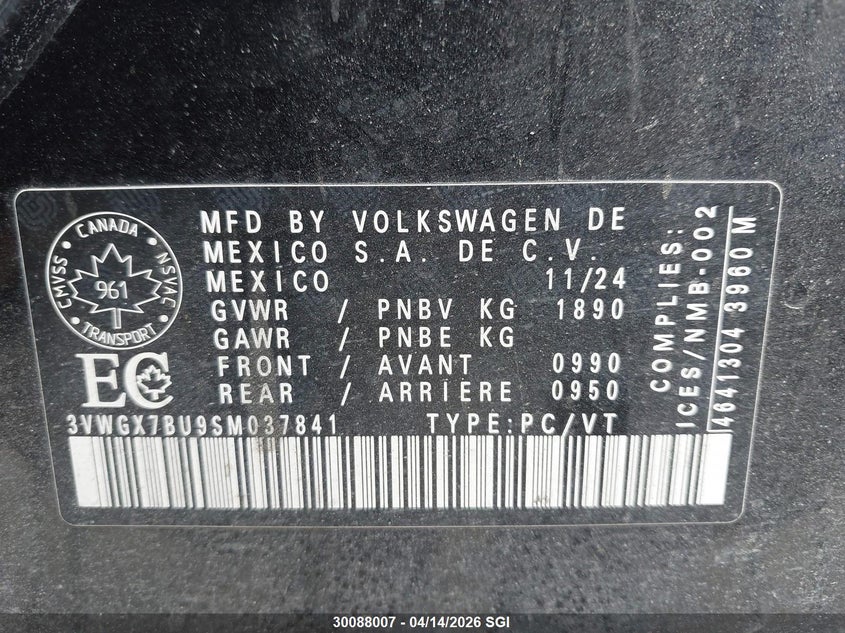 CMVSS • CANADA • NSVAC • TRANSPORT •
961
EC
MFD BY VOLKSWAGEN DE
MEXICO S.A. DE C.V.
MEXICO 11/24
GVWR / PNBV KG 1890
GAWR / PNBE KG
FRONT / AVANT 0990
REAR / ARRIERE 0950
3VWGX7BU9SM037841 TYPE:PC/VT
COMPLIES:
ICES/NMB-002
4641304 3960 M
30088007 - 04/14/2026 SGI